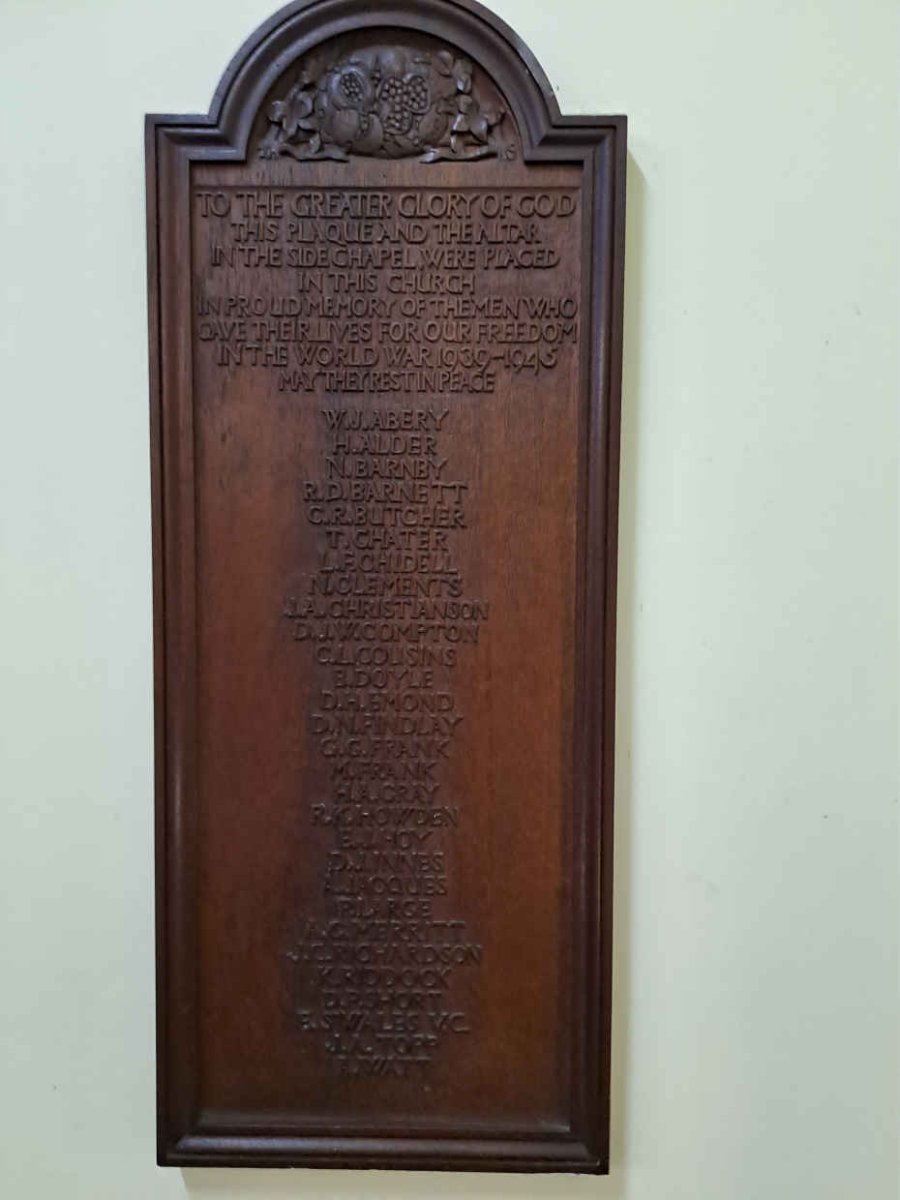 TO THE GREATER GLORY OF GOD
THIS PLAQUE AND THE ALTAR
IN THE SIDE CHAPEL, WERE PLACED
IN THIS CHURCH
IN PROUD MEMORY OF THE MEN WHO
GAVE THEIR LIVES FOR OUR FREEDOM
IN THE WORLD WAR 1939-1945
MAY THEY REST IN PEACE
W.J. ABERY
H. ALDER
N. BARNBY
R.D. BARNETT
C.R. BUTCHER
T. CHATER
L.F. CHIDELL
N. CLEMENTS
J.A. CHRISTIANSON
D.J.W. COMPTON
C.L. COUSINS
E. DOYLE
D.H. EMOND
D.N. FINDLAY
G.G. FRANK
M. FRANK
H.A. GRAY
R.K. HOWDEN
E.J. HOY
D.J. INNES
A. JACQUES
P. LARGE
A.G. MERRITT
J.C. RICHARDSON
K. RIDDOCK
SHORT
SWALES V.C.
J.A. TOPP
A. WATT